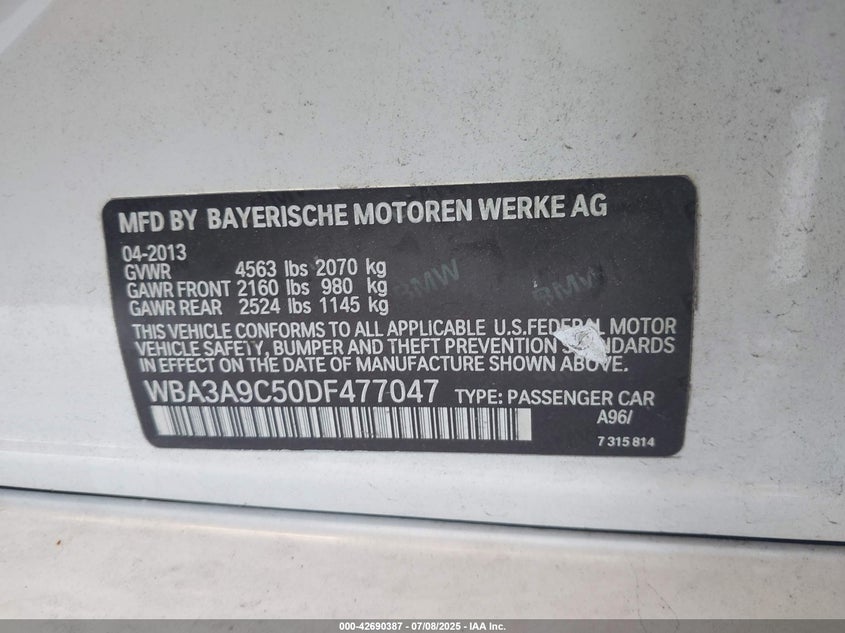 MFD BY BAYERISCHE MOTOREN WERKE AG
04-2013
GVWR 4563 lbs 2070 kg
GAWR FRONT 2160 lbs 980 kg
GAWR REAR 2524 lbs 1145 kg
BMW BMW
THIS VEHICLE CONFORMS TO ALL APPLICABLE U.S.FEDERAL MOTOR
VEHICLE SAFETY, BUMPER AND THEFT PREVENTION STANDARDS
IN EFFECT ON THE DATE OF MANUFACTURE SHOWN ABOVE.
WBA3A9C50DF477047 TYPE: PASSENGER CAR
A96/
7 315 814
000-42690387 - 07/08/2025 - IAA Inc.